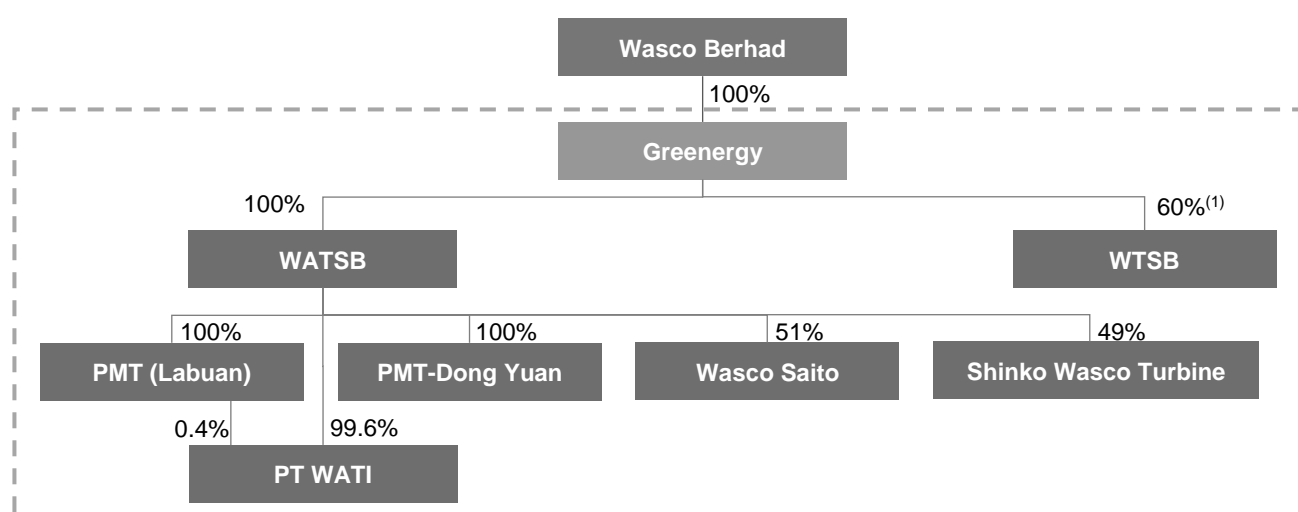 Wasco Berhad
100%
Greenergy
100%
60%(1)
WATSB
WTSB
100%
100%
51%
49%
PMT (Labuan)
PMT-Dong Yuan
Wasco Saito
Shinko Wasco Turbine
0.4%
99.6%
PT WATI